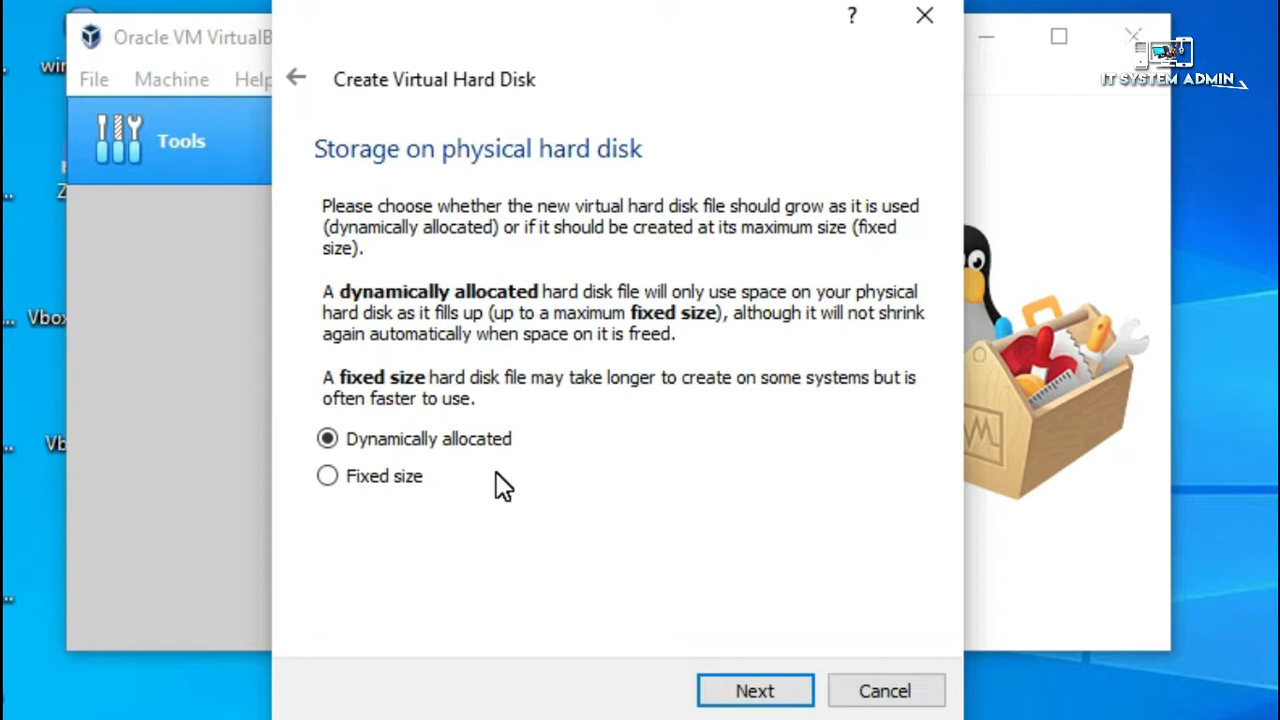 ?
Oracle VM VirtualB
IT SYSTEM ADMIN
File Machine Help
Create Virtual Hard Disk
Tools
Storage on physical hard disk
Please choose whether the new virtual hard disk file should grow as it is used
(dynamically allocated) or if it should be created at its maximum size (fixed
size).
A dynamically allocated hard disk file will only use space on your physical
hard disk as it fills up (up to a maximum fixed size), although it will not shrink
again automatically when space on it is freed.
A fixed size hard disk file may take longer to create on some systems but is
often faster to use.
Dynamically allocated
Fixed size
Next Cancel
win
Z
Vbox
Vb